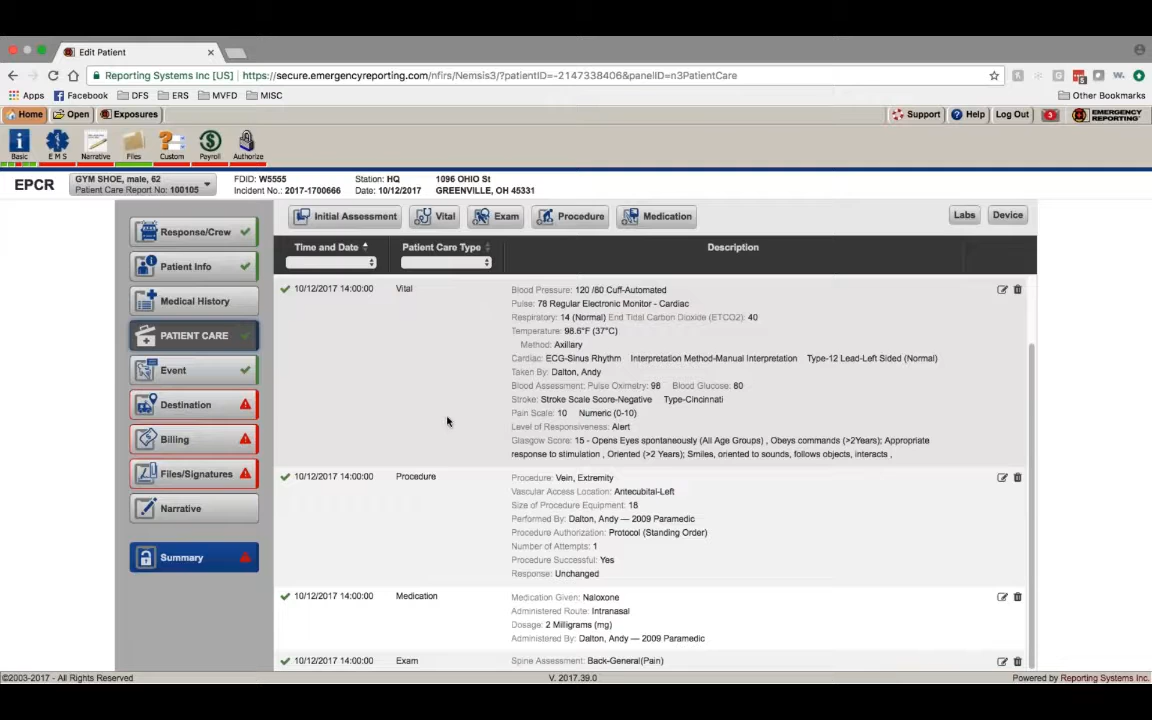 Edit Patient
Reporting Systems Inc [US] https://secure.emergencyreporting.com/nfirs/Nemsis3/?patientID=-2147338406&panelID=n3PatientCare
Apps Facebook DFS ERS MVFD MISC Other Bookmarks
Home Open Exposures Support Help Log Out EMERGENCY REPORTING
Basic EMS Narrative Files Custom Payroll Authorize
EPCR
GYM SHOE, male, 62
Patient Care Report No: 100105
FDID: W5555
Incident No.: 2017-1700666
Station: HQ
Date: 10/12/2017
1096 OHIO St
GREENVILLE, OH 45331
Response/Crew
Patient Info
Medical History
PATIENT CARE
Event
Destination
Billing
Files/Signatures
Narrative
Summary
Initial Assessment Vital Exam Procedure Medication Labs Device
Time and Date Patient Care Type Description
10/12/2017 14:00:00 Vital
Blood Pressure: 120 /80 Cuff-Automated
Pulse: 78 Regular Electronic Monitor - Cardiac
Respiratory: 14 (Normal) End Tidal Carbon Dioxide (ETCO2): 40
Temperature: 98.6°F (37°C)
Method: Axillary
Cardiac: ECG-Sinus Rhythm Interpretation Method-Manual Interpretation Type-12 Lead-Left Sided (Normal)
Taken By: Dalton, Andy
Blood Assessment: Pulse Oximetry: 98 Blood Glucose: 80
Stroke: Stroke Scale Score-Negative Type-Cincinnati
Pain Scale: 10 Numeric (0-10)
Level of Responsiveness: Alert
Glasgow Score: 15 - Opens Eyes spontaneously (All Age Groups) , Obeys commands (>2Years); Appropriate
response to stimulation , Oriented (>2 Years); Smiles, oriented to sounds, follows objects, interacts ,
10/12/2017 14:00:00 Procedure
Procedure: Vein, Extremity
Vascular Access Location: Antecubital-Left
Size of Procedure Equipment: 18
Performed By: Dalton, Andy — 2009 Paramedic
Procedure Authorization: Protocol (Standing Order)
Number of Attempts: 1
Procedure Successful: Yes
Response: Unchanged
10/12/2017 14:00:00 Medication
Medication Given: Naloxone
Administered Route: Intranasal
Dosage: 2 Milligrams (mg)
Administered By: Dalton, Andy — 2009 Paramedic
10/12/2017 14:00:00 Exam
Spine Assessment: Back-General(Pain)
©2003-2017 - All Rights Reserved V. 2017.39.0 Powered by Reporting Systems Inc.